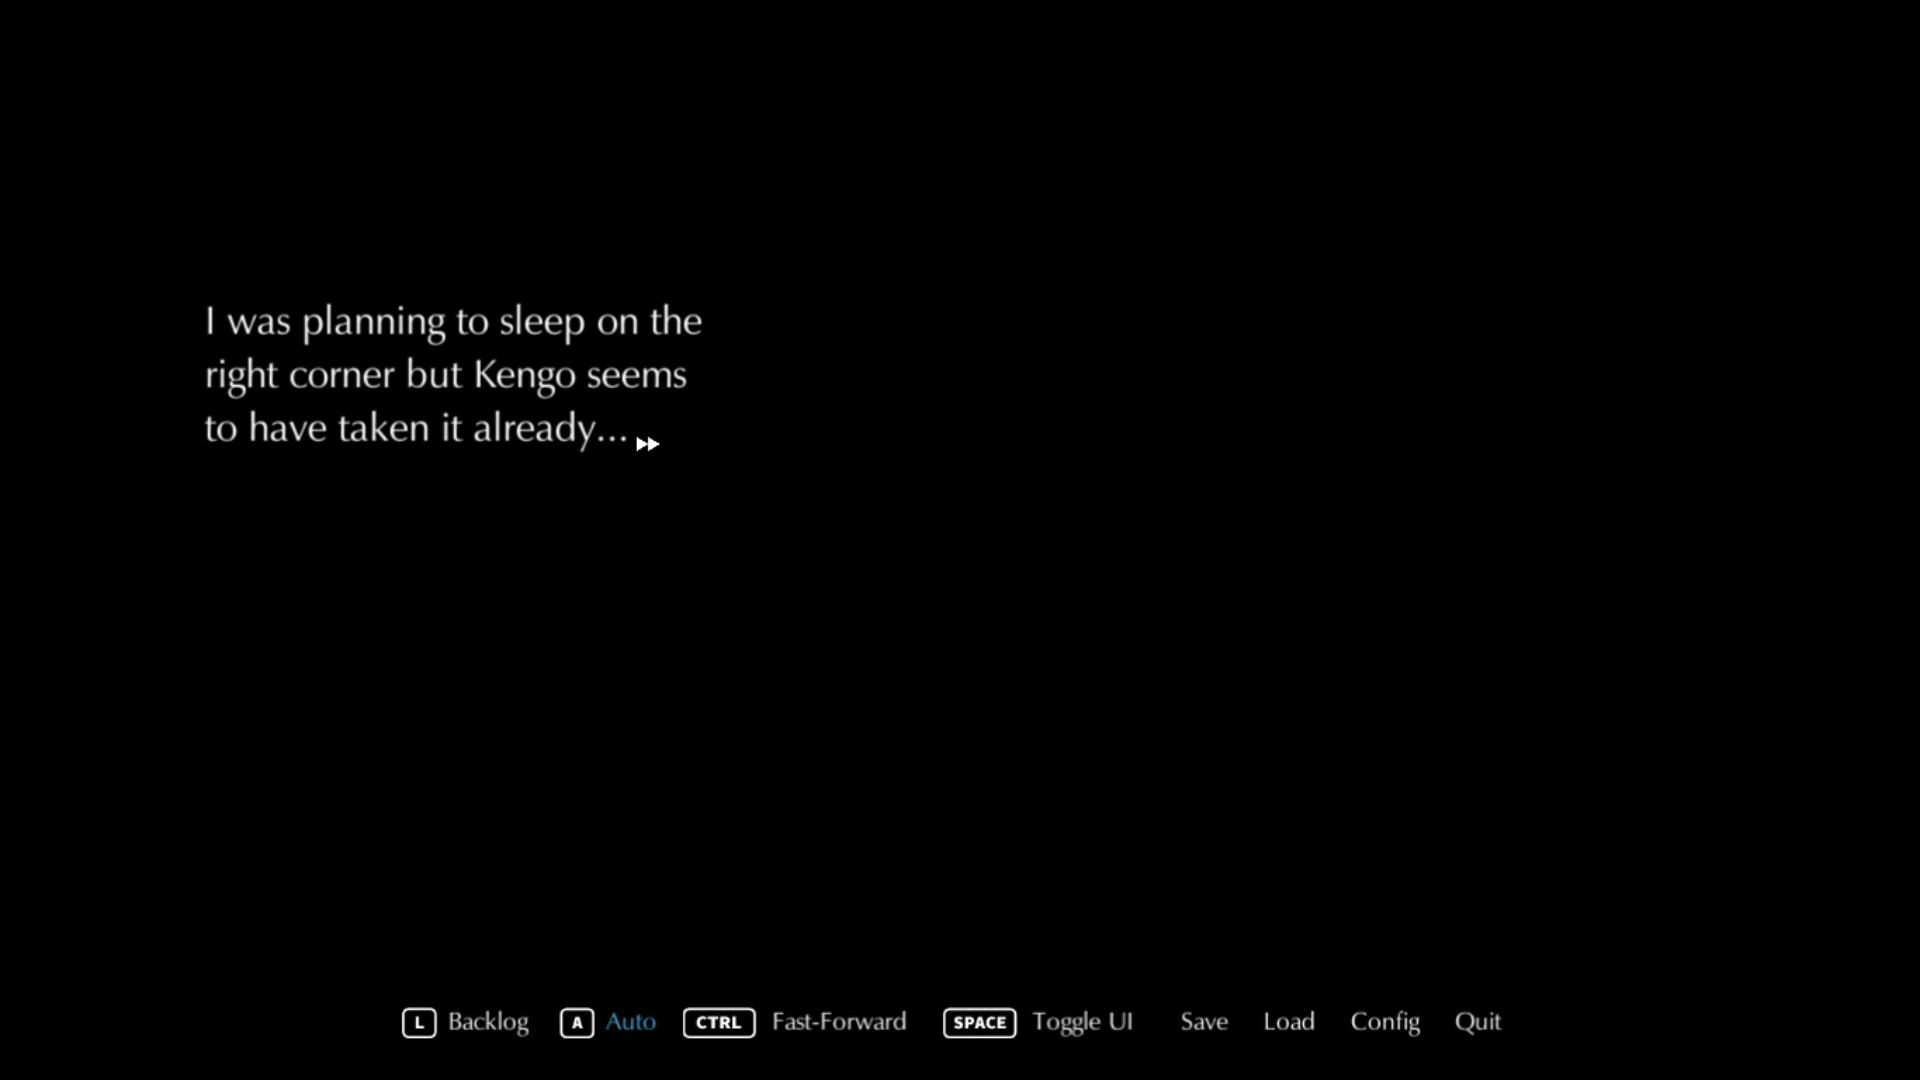 I was planning to sleep on the
right corner but Kengo seems
to have taken it already...
L Backlog A Auto CTRL Fast-Forward SPACE Toggle UI Save Load Config Quit